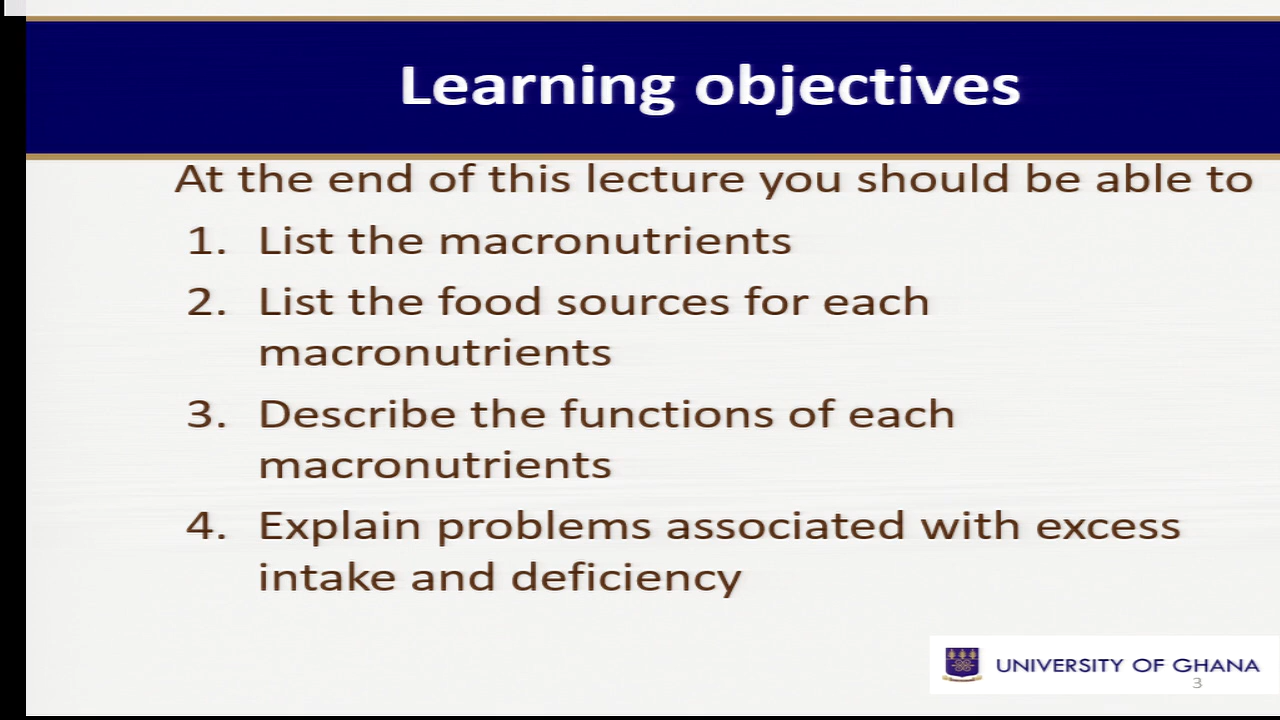 Learning objectives
At the end of this lecture you should be able to
1. List the macronutrients
2. List the food sources for each
macronutrients
3. Describe the functions of each
macronutrients
4. Explain problems associated with excess
intake and deficiency
UNIVERSITY OF GHANA
3